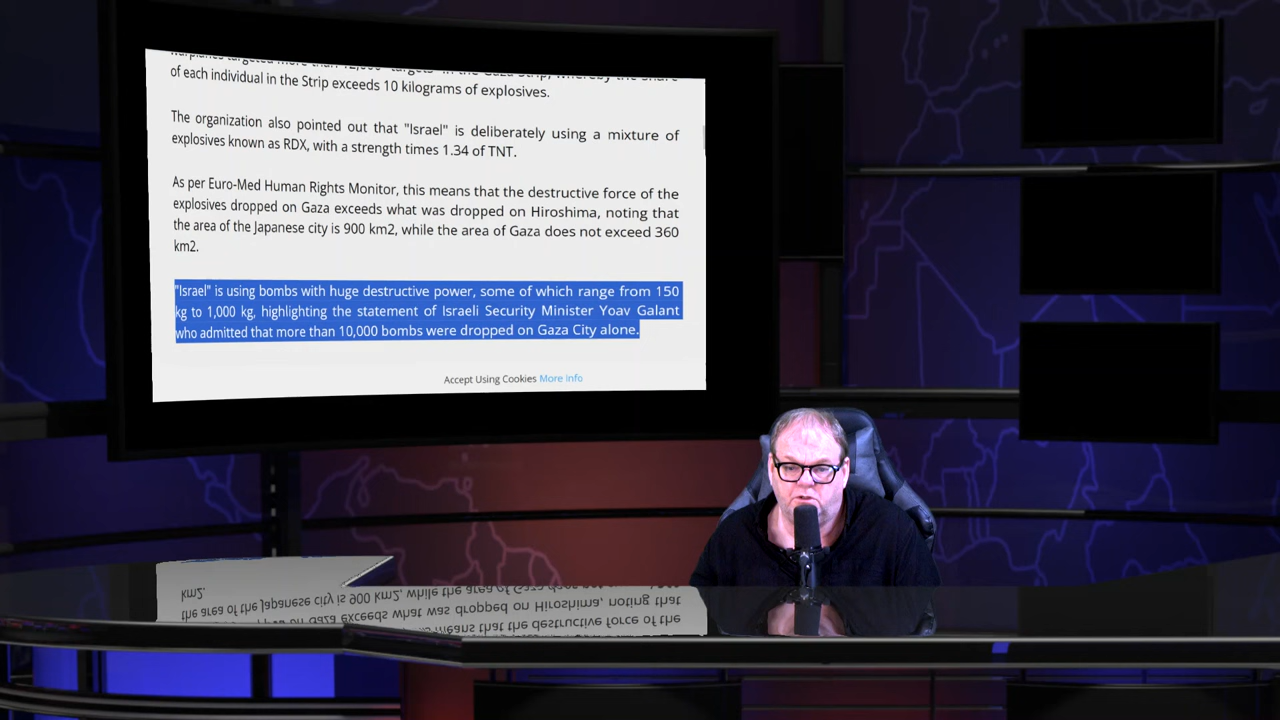 of each individual in the Strip exceeds 10 kilograms of explosives.
The organization also pointed out that "Israel" is deliberately using a mixture of
explosives known as RDX, with a strength times 1.34 of TNT.
As per Euro-Med Human Rights Monitor, this means that the destructive force of the
explosives dropped on Gaza exceeds what was dropped on Hiroshima, noting that
the area of the Japanese city is 900 km2, while the area of Gaza does not exceed 360
km2.
"Israel" is using bombs with huge destructive power, some of which range from 150
kg to 1,000 kg, highlighting the statement of Israeli Security Minister Yoav Galant
who admitted that more than 10,000 bombs were dropped on Gaza City alone.
Accept Using Cookies More info